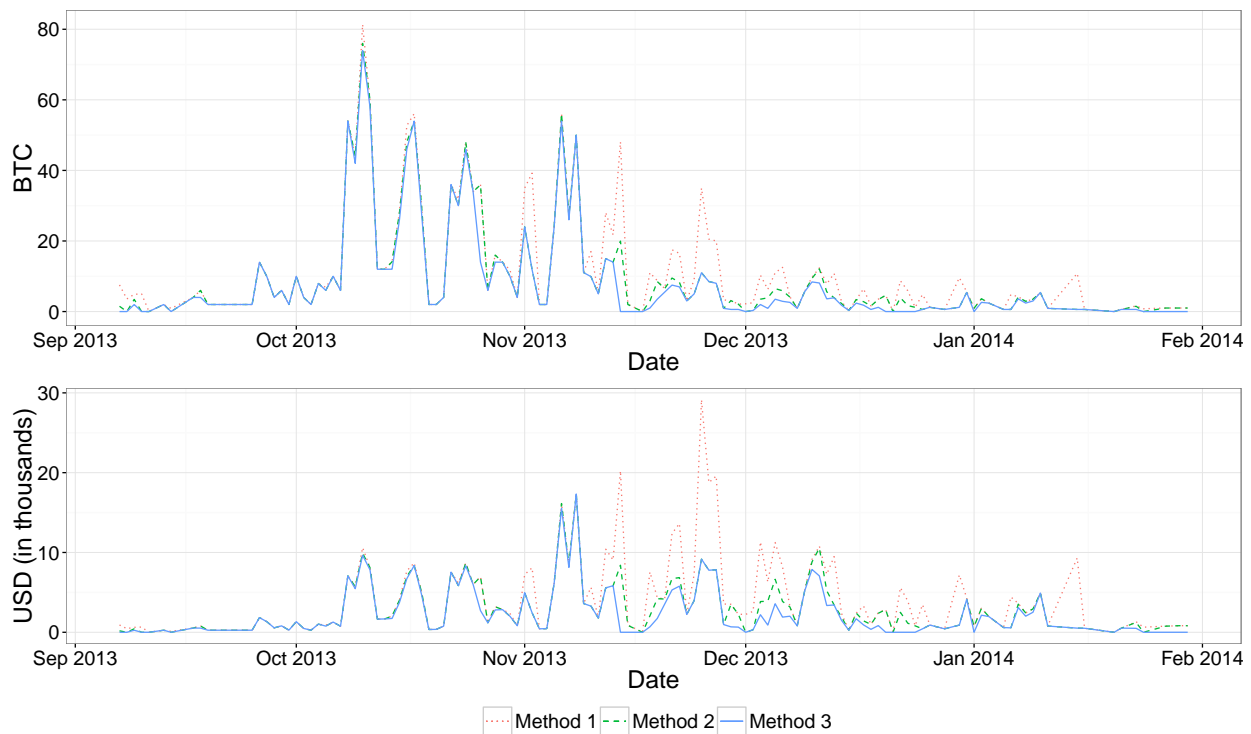 80
60
40
20
0
BTC
Sep 2013 Oct 2013 Nov 2013 Dec 2013 Jan 2014 Feb 2014
Date
30
20
10
0
USD (in thousands)
Sep 2013 Oct 2013 Nov 2013 Dec 2013 Jan 2014 Feb 2014
Date
Method 1 Method 2 Method 3